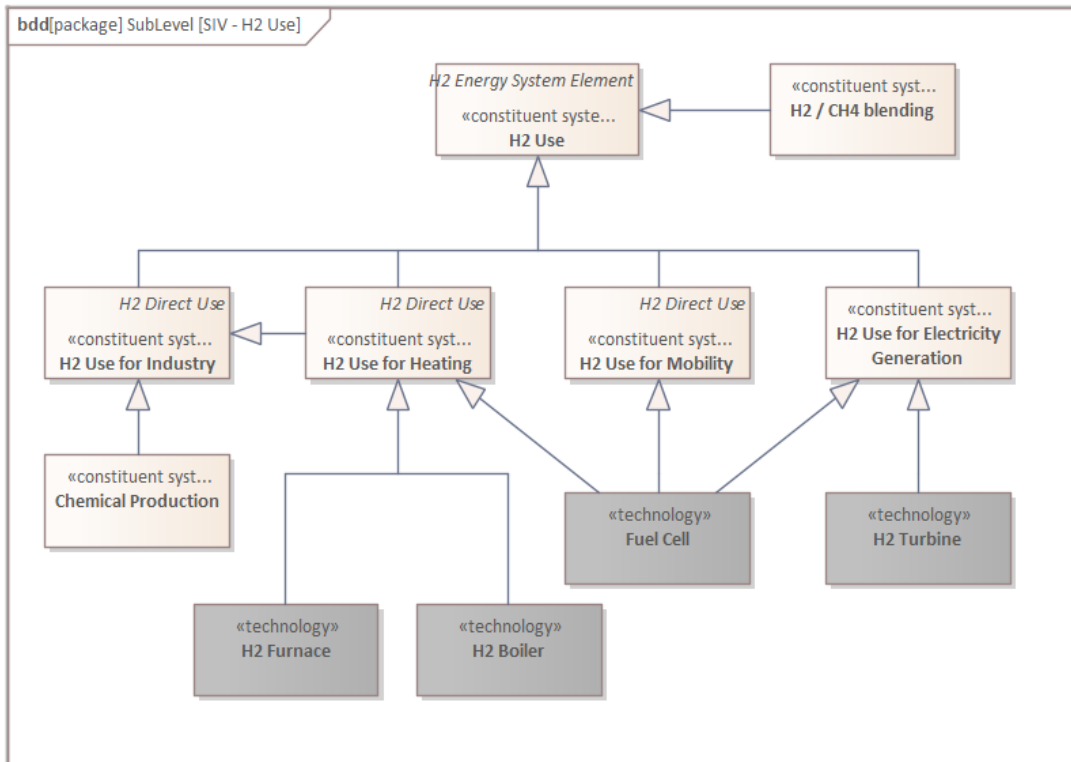 bdd[package] SubLevel [SIV - H2 Use]
H2 Energy System Element
«constituent syste...
H2 Use
«constituent syst...
H2 / CH4 blending
H2 Direct Use
«constituent syst...
H2 Use for Industry
H2 Direct Use
«constituent syst...
H2 Use for Heating
H2 Direct Use
«constituent syst...
H2 Use for Mobility
«constituent syst...
H2 Use for Electricity
Generation
«constituent syst...
Chemical Production
«technology»
Fuel Cell
«technology»
H2 Turbine
«technology»
H2 Furnace
«technology»
H2 Boiler